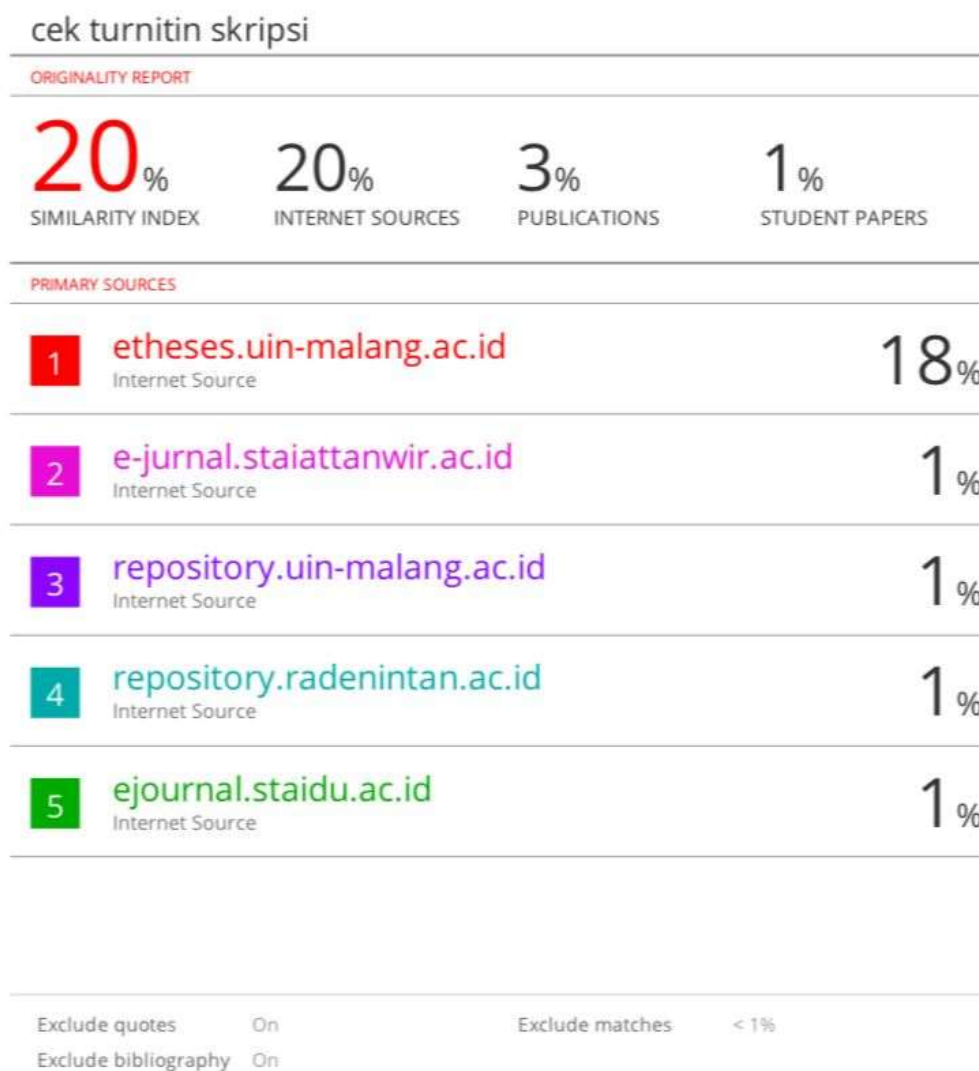 cek turnitin skripsi
ORIGINALITY REPORT
20% 20% 3% 1%
SIMILARITY INDEX INTERNET SOURCES PUBLICATIONS STUDENT PAPERS
PRIMARY SOURCES
1 etheses.uin-malang.ac.id 18%
Internet Source
2 e-jurnal.staiattanwir.ac.id 1%
Internet Source
3 repository.uin-malang.ac.id 1%
Internet Source
4 repository.radenintan.ac.id 1%
Internet Source
5 ejournal.staidu.ac.id 1%
Internet Source
Exclude quotes On Exclude matches < 1%
Exclude bibliography On